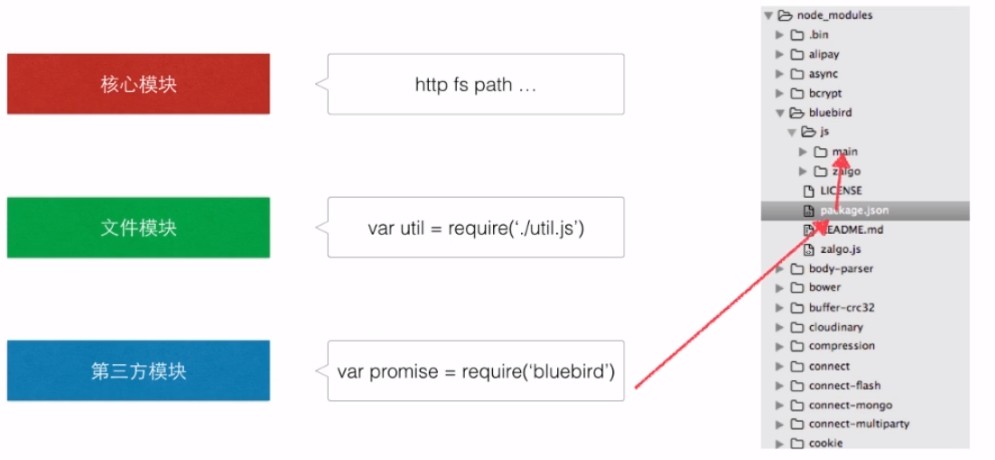 核心模块
http fs path …
文件模块
var util = require(‘./util.js’)
第三方模块
var promise = require(‘bluebird’)
node_modules
.bin
alipay
async
bcrypt
bluebird
js
main
zalgo
LICENSE
package.json
README.md
zalgo.js
body-parser
bower
buffer-crc32
cloudinary
compression
connect
connect-flash
connect-mongo
connect-multiparty
cookie